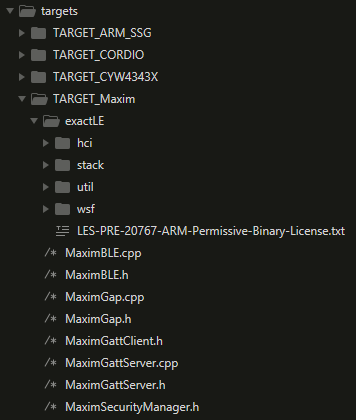 targets
TARGET_ARM_SSG
TARGET_CORDIO
TARGET_CYW4343X
TARGET_Maxim
exactLE
hci
stack
util
wsf
LES-PRE-20767-ARM-Permissive-Binary-License.txt
/* MaximBLE.cpp
/* MaximBLE.h
/* MaximGap.cpp
/* MaximGap.h
/* MaximGattClient.h
/* MaximGattServer.cpp
/* MaximGattServer.h
/* MaximSecurityManager.h